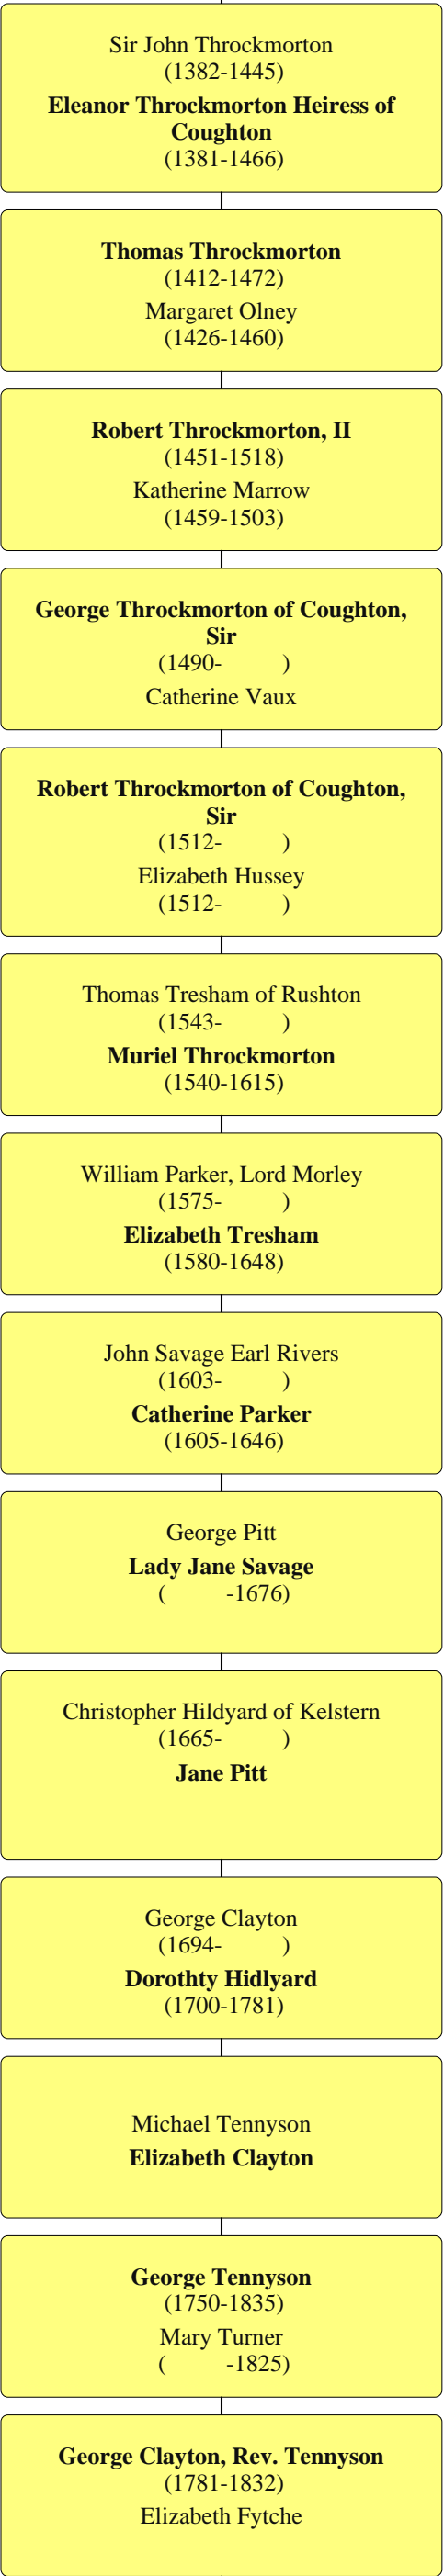 Sir John Throckmorton
(1382-1445)
Eleanor Throckmorton Heiress of
Coughton
(1381-1466)
Thomas Throckmorton
(1412-1472)
Margaret Olney
(1426-1460)
Robert Throckmorton, II
(1451-1518)
Katherine Marrow
(1459-1503)
George Throckmorton of Coughton,
Sir
(1490- )
Catherine Vaux
Robert Throckmorton of Coughton,
Sir
(1512- )
Elizabeth Hussey
(1512- )
Thomas Tresham of Rushton
(1543- )
Muriel Throckmorton
(1540-1615)
William Parker, Lord Morley
(1575- )
Elizabeth Tresham
(1580-1648)
John Savage Earl Rivers
(1603- )
Catherine Parker
(1605-1646)
George Pitt
Lady Jane Savage
( -1676)
Christopher Hildyard of Kelstern
(1665- )
Jane Pitt
George Clayton
(1694- )
Dorothty Hidlyard
(1700-1781)
Michael Tennyson
Elizabeth Clayton
George Tennyson
(1750-1835)
Mary Turner
( -1825)
George Clayton, Rev. Tennyson
(1781-1832)
Elizabeth Fytche